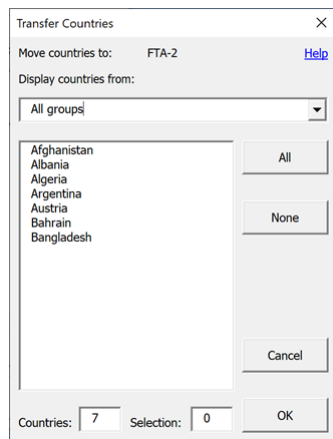 Transfer Countries
Move countries to: FTA-2 Help
Display countries from:
All groups
Afghanistan
Albania
Algeria
Argentina
Austria
Bahrain
Bangladesh
All
None
Cancel
Countries: 7 Selection: 0 OK